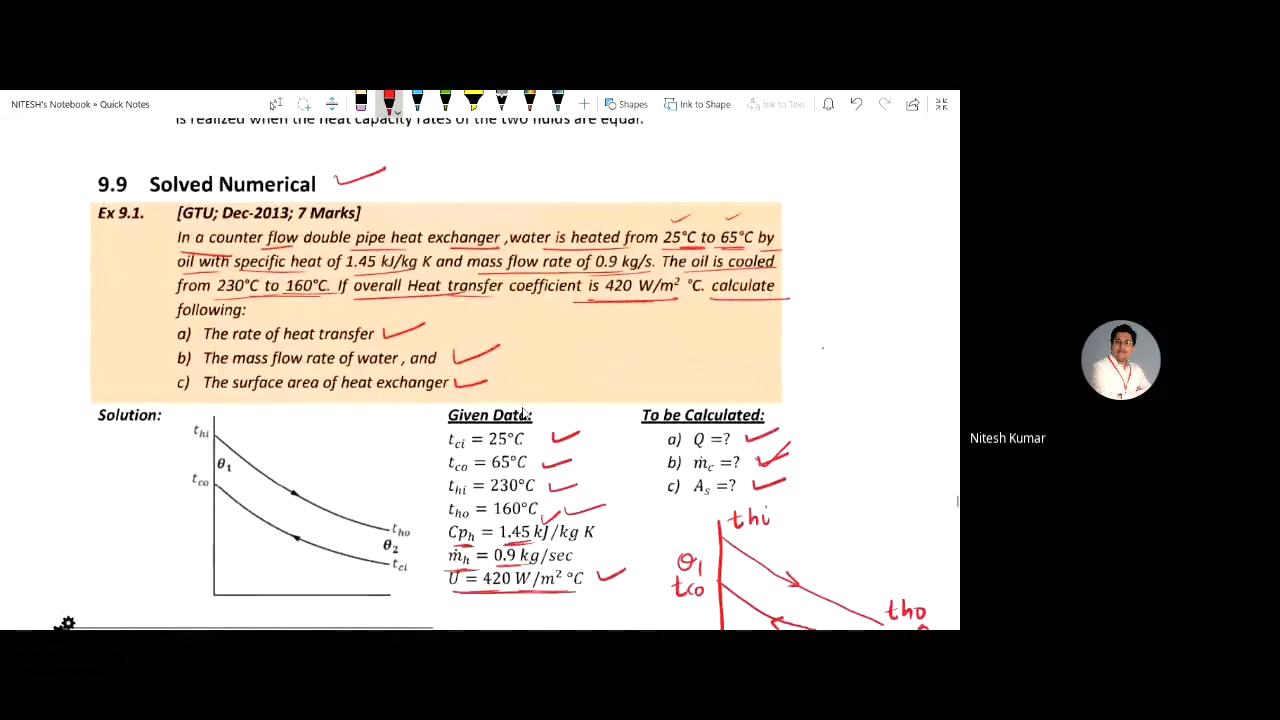 NITESH's Notebook » Quick Notes
Shapes
Ink to Shape
Ink to Text
is realized when the heat capacity rates of the two fluids are equal.
9.9 Solved Numerical
Ex 9.1. [GTU; Dec-2013; 7 Marks]
In a counter flow double pipe heat exchanger ,water is heated from 25°C to 65°C by
oil with specific heat of 1.45 kJ/kg K and mass flow rate of 0.9 kg/s. The oil is cooled
from 230°C to 160°C. If overall Heat transfer coefficient is 420 W/m² °C. calculate
following:
a) The rate of heat transfer
b) The mass flow rate of water , and
c) The surface area of heat exchanger
Solution:
t_hi
θ₁
t_co
t_ho
θ₂
t_ci
Given Data:
t_ci = 25°C
t_co = 65°C
t_hi = 230°C
t_ho = 160°C
Cp_h = 1.45 kJ/kg K
ṁ_h = 0.9 kg/sec
U = 420 W/m² °C
To be Calculated:
a) Q =?
b) ṁ_c =?
c) A_s =?
thi
θ1
tco
tho
Nitesh Kumar